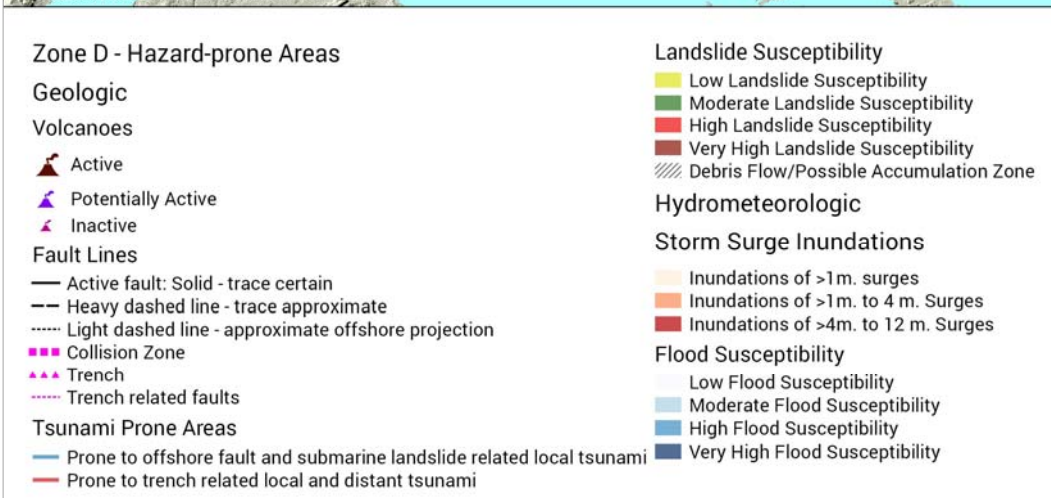 Zone D - Hazard-prone Areas
Geologic
Volcanoes
Active
Potentially Active
Inactive
Fault Lines
Active fault: Solid - trace certain
Heavy dashed line - trace approximate
Light dashed line - approximate offshore projection
Collision Zone
Trench
Trench related faults
Tsunami Prone Areas
Prone to offshore fault and submarine landslide related local tsunami
Prone to trench related local and distant tsunami
Landslide Susceptibility
Low Landslide Susceptibility
Moderate Landslide Susceptibility
High Landslide Susceptibility
Very High Landslide Susceptibility
Debris Flow/Possible Accumulation Zone
Hydrometeorologic
Storm Surge Inundations
Inundations of >1m. surges
Inundations of >1m. to 4 m. Surges
Inundations of >4m. to 12 m. Surges
Flood Susceptibility
Low Flood Susceptibility
Moderate Flood Susceptibility
High Flood Susceptibility
Very High Flood Susceptibility